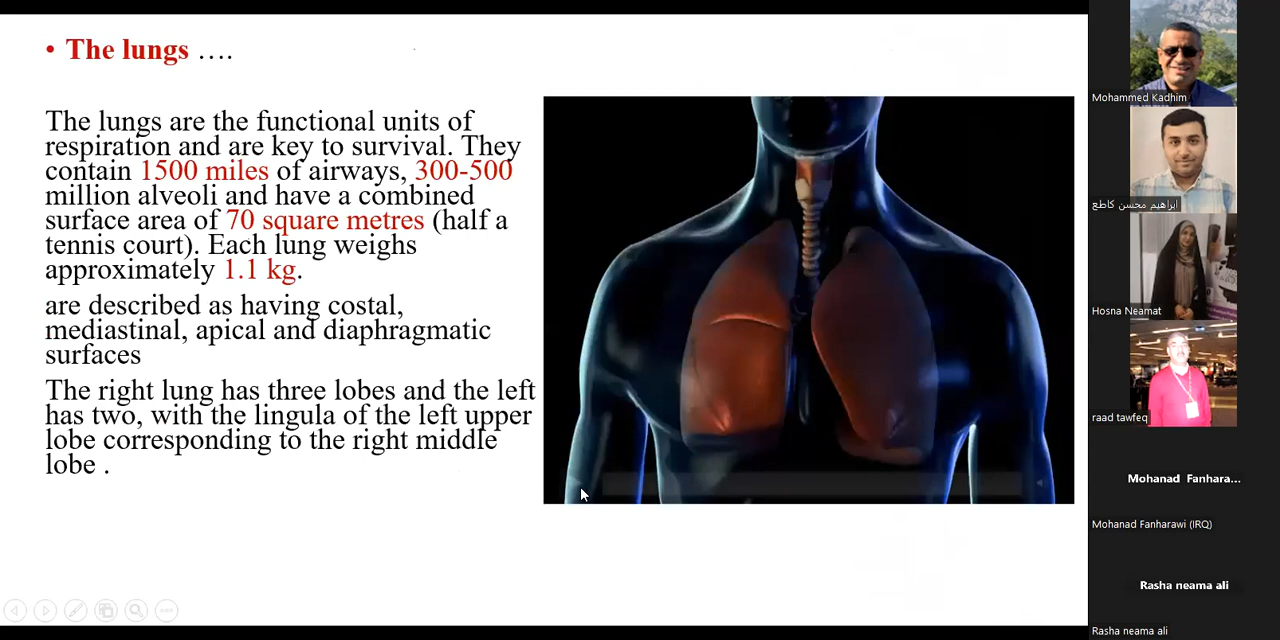 • The lungs ….
The lungs are the functional units of
respiration and are key to survival. They
contain 1500 miles of airways, 300-500
million alveoli and have a combined
surface area of 70 square metres (half a
tennis court). Each lung weighs
approximately 1.1 kg.
are described as having costal,
mediastinal, apical and diaphragmatic
surfaces
The right lung has three lobes and the left
has two, with the lingula of the left upper
lobe corresponding to the right middle
lobe .
Mohammed Kadhim
ابراهيم محسن كاطع
Hosna Neamat
raad tawfeq
Mohanad Fanhara...
Mohanad Fanharawi (IRQ)
Rasha neama ali
Rasha neama ali